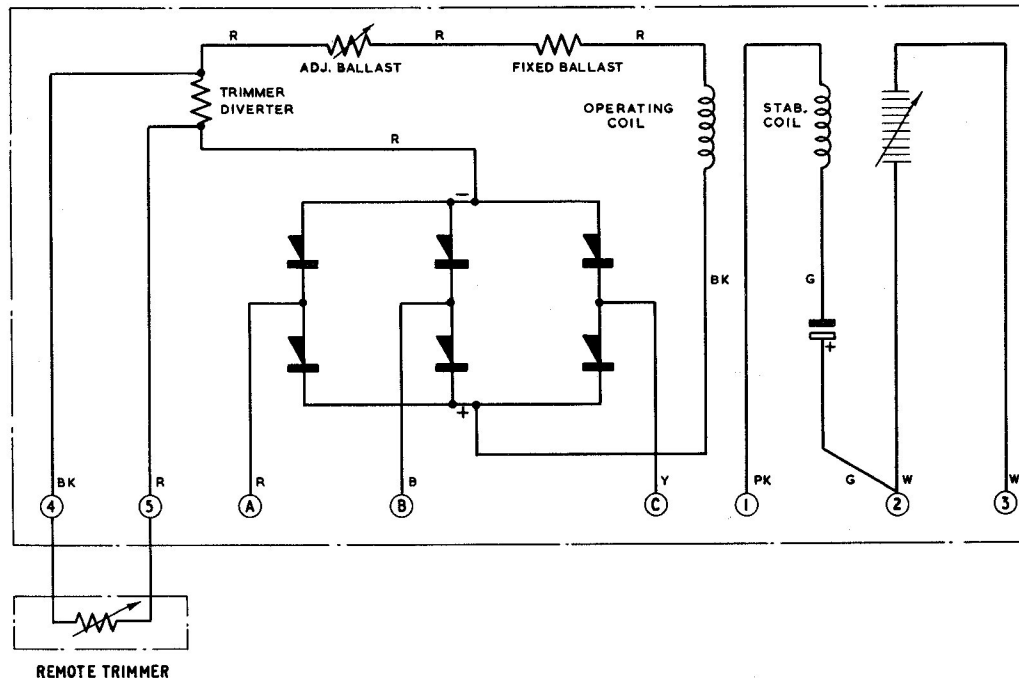 R R R
ADJ. BALLAST FIXED BALLAST
TRIMMER
DIVERTER
OPERATING
COIL
STAB.
COIL
R
−
BK G
+
+
BK R R B Y PK G W W
4 5 A B C 1 2 3
REMOTE TRIMMER